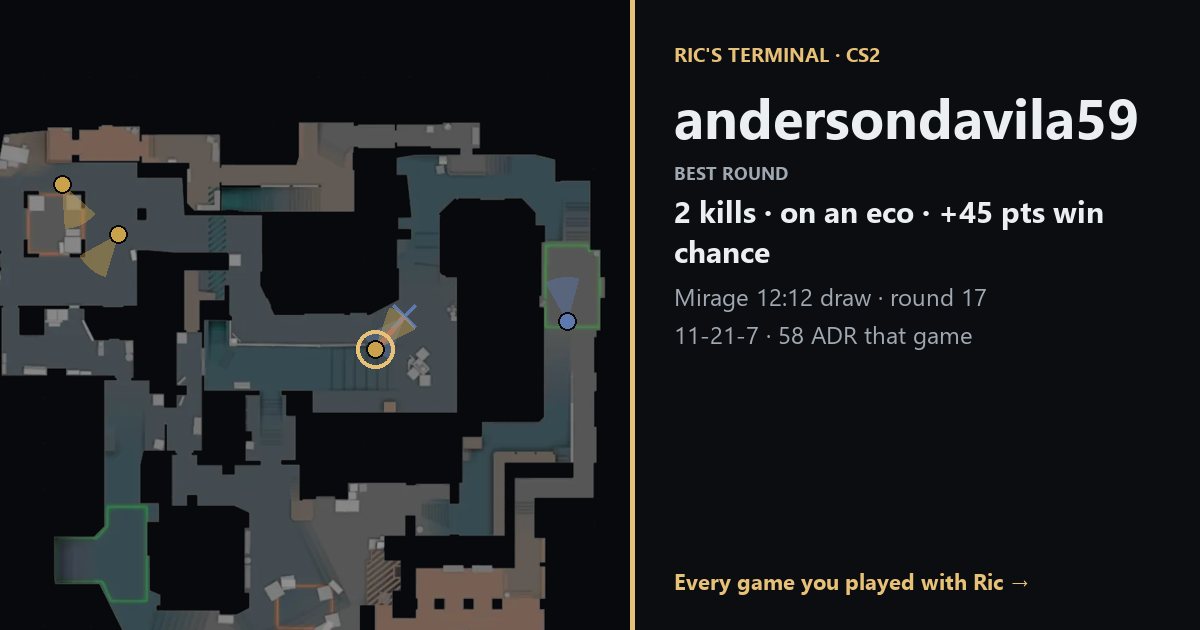 RIC'S TERMINAL · CS2
andersondavila59
BEST ROUND
2 kills · on an eco · +45 pts win
chance
Mirage 12:12 draw · round 17
11-21-7 · 58 ADR that game
Every game you played with Ric →